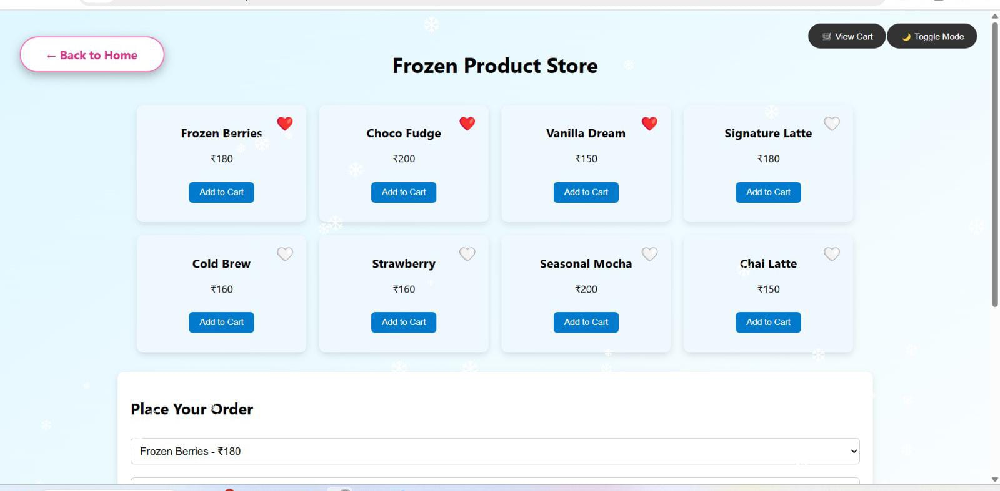 ← Back to Home
🛒 View Cart
🌙 Toggle Mode
Frozen Product Store
Frozen Berries
₹180
Add to Cart
Choco Fudge
₹200
Add to Cart
Vanilla Dream
₹150
Add to Cart
Signature Latte
₹180
Add to Cart
Cold Brew
₹160
Add to Cart
Strawberry
₹160
Add to Cart
Seasonal Mocha
₹200
Add to Cart
Chai Latte
₹150
Add to Cart
Place Your Order
Frozen Berries - ₹180